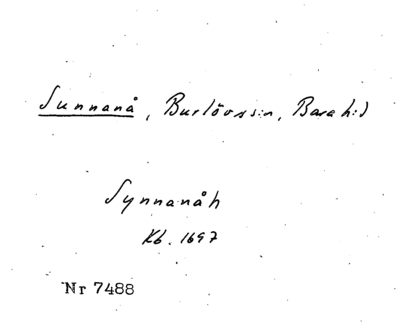 Sunnanå, Burlövs s:n, Bara h:d
Synnanåh
Kb. 1697
Nr 7488